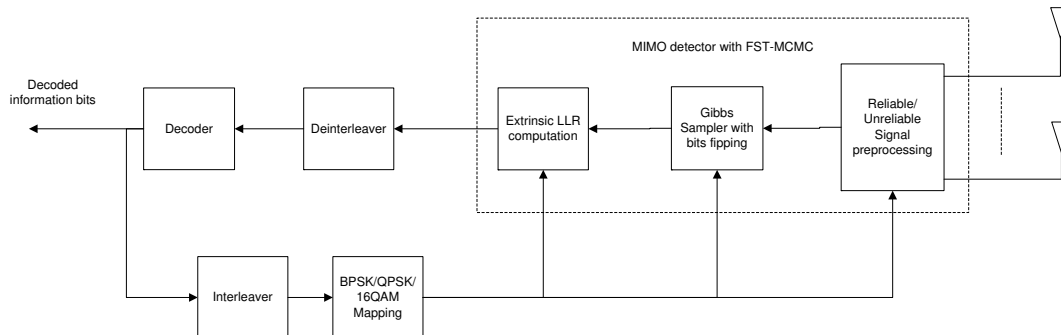 MIMO detector with FST-MCMC
Decoded
information bits
Decoder
Deinterleaver
Extrinsic LLR
computation
Gibbs
Sampler with
bits fipping
Reliable/
Unreliable
Signal
preprocessing
Interleaver
BPSK/QPSK/
16QAM
Mapping